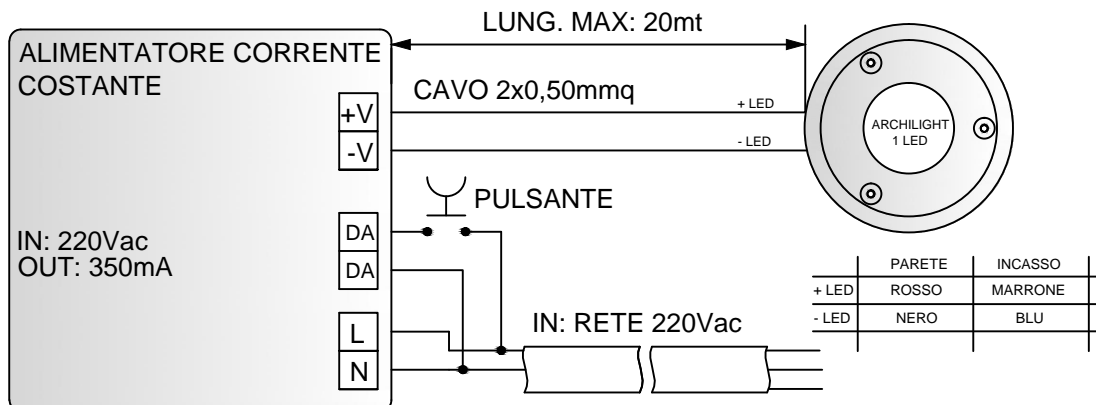 LUNG. MAX: 20mt
ALIMENTATORE CORRENTE
COSTANTE
CAVO 2x0,50mmq
+ LED
+V
-V
- LED
ARCHILIGHT
1 LED
PULSANTE
DA
DA
IN: 220Vac
OUT: 350mA
L
N
IN: RETE 220Vac
PARETE INCASSO
+ LED ROSSO MARRONE
- LED NERO BLU